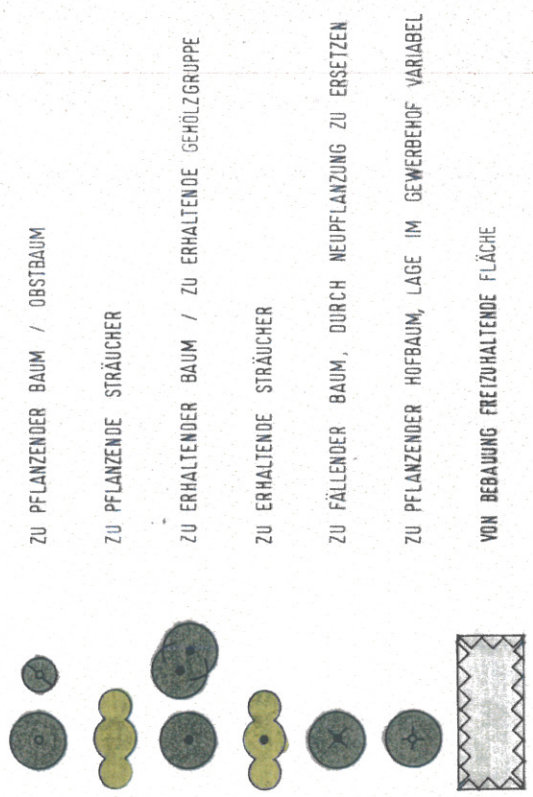 ZU PFLANZENDER BAUM / OBSTBAUM
ZU PFLANZENDE STRÄUCHER
ZU ERHALTENDER BAUM / ZU ERHALTENDE GEHÖLZGRUPPE
ZU ERHALTENDE STRÄUCHER
ZU FÄLLENDER BAUM, DURCH NEUPFLANZUNG ZU ERSETZEN
ZU PFLANZENDER HOFBAUM, LAGE IM GEWERBEHOF VARIABEL
VON BEBAUUNG FREIZUHALTENDE FLÄCHE